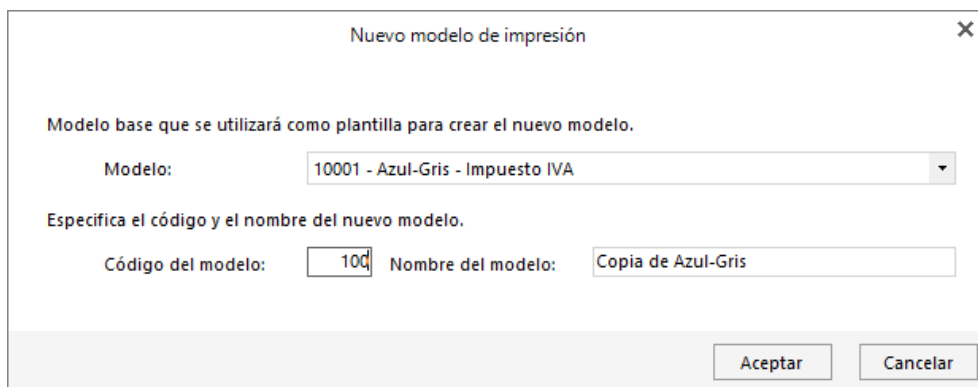 Nuevo modelo de impresión
Modelo base que se utilizará como plantilla para crear el nuevo modelo.
Modelo: 10001 - Azul-Gris - Impuesto IVA
Especifica el código y el nombre del nuevo modelo.
Código del modelo: 100 Nombre del modelo: Copia de Azul-Gris
Aceptar Cancelar